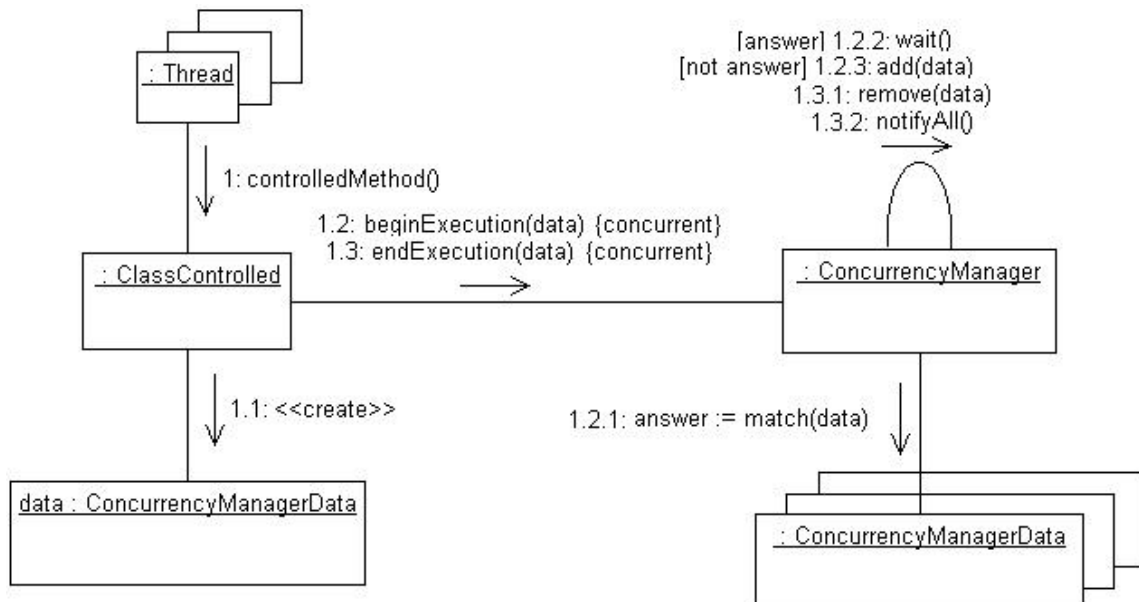 [answer] 1.2.2: wait()
: Thread
[not answer] 1.2.3: add(data)
1.3.1: remove(data)
1.3.2: notifyAll()
1: controlledMethod()
1.2: beginExecution(data) {concurrent}
1.3: endExecution(data) {concurrent}
: ClassControlled
: ConcurrencyManager
1.1: <<create>>
1.2.1: answer := match(data)
data : ConcurrencyManagerData
: ConcurrencyManagerData